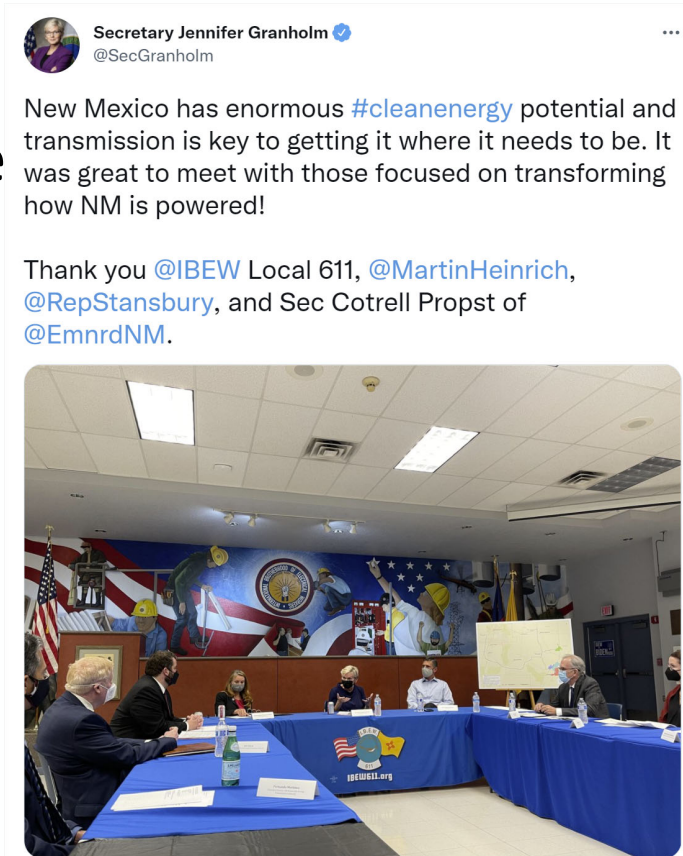 Secretary Jennifer Granholm
@SecGranholm
New Mexico has enormous #cleanenergy potential and
transmission is key to getting it where it needs to be. It
was great to meet with those focused on transforming
how NM is powered!
Thank you @IBEW Local 611, @MartinHeinrich,
@RepStansbury, and Sec Cotrell Propst of
@EmnrdNM.
EXIT
I.B.E.W.
611
IBEW611.org